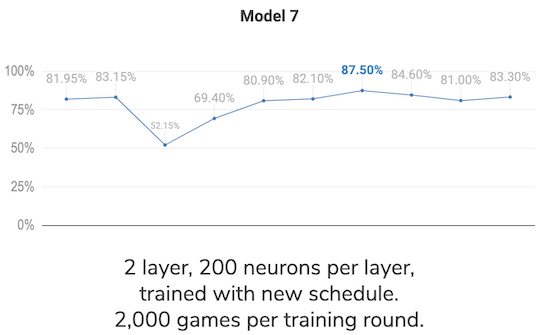 Model 7
81.95% 83.15% 52.15% 69.40% 80.90% 82.10% 87.50% 84.60% 81.00% 83.30%
100%
75%
50%
25%
0%
2 layer, 200 neurons per layer,
trained with new schedule.
2,000 games per training round.